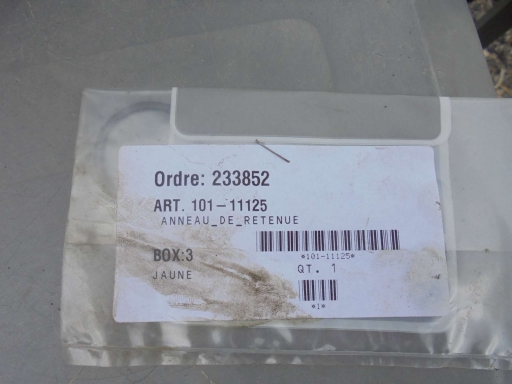 Ordre: 233852
ART. 101-11125
ANNEAU_DE_RETENUE
*101-11125*
BOX:3
QT. 1
JAUNE
*1*